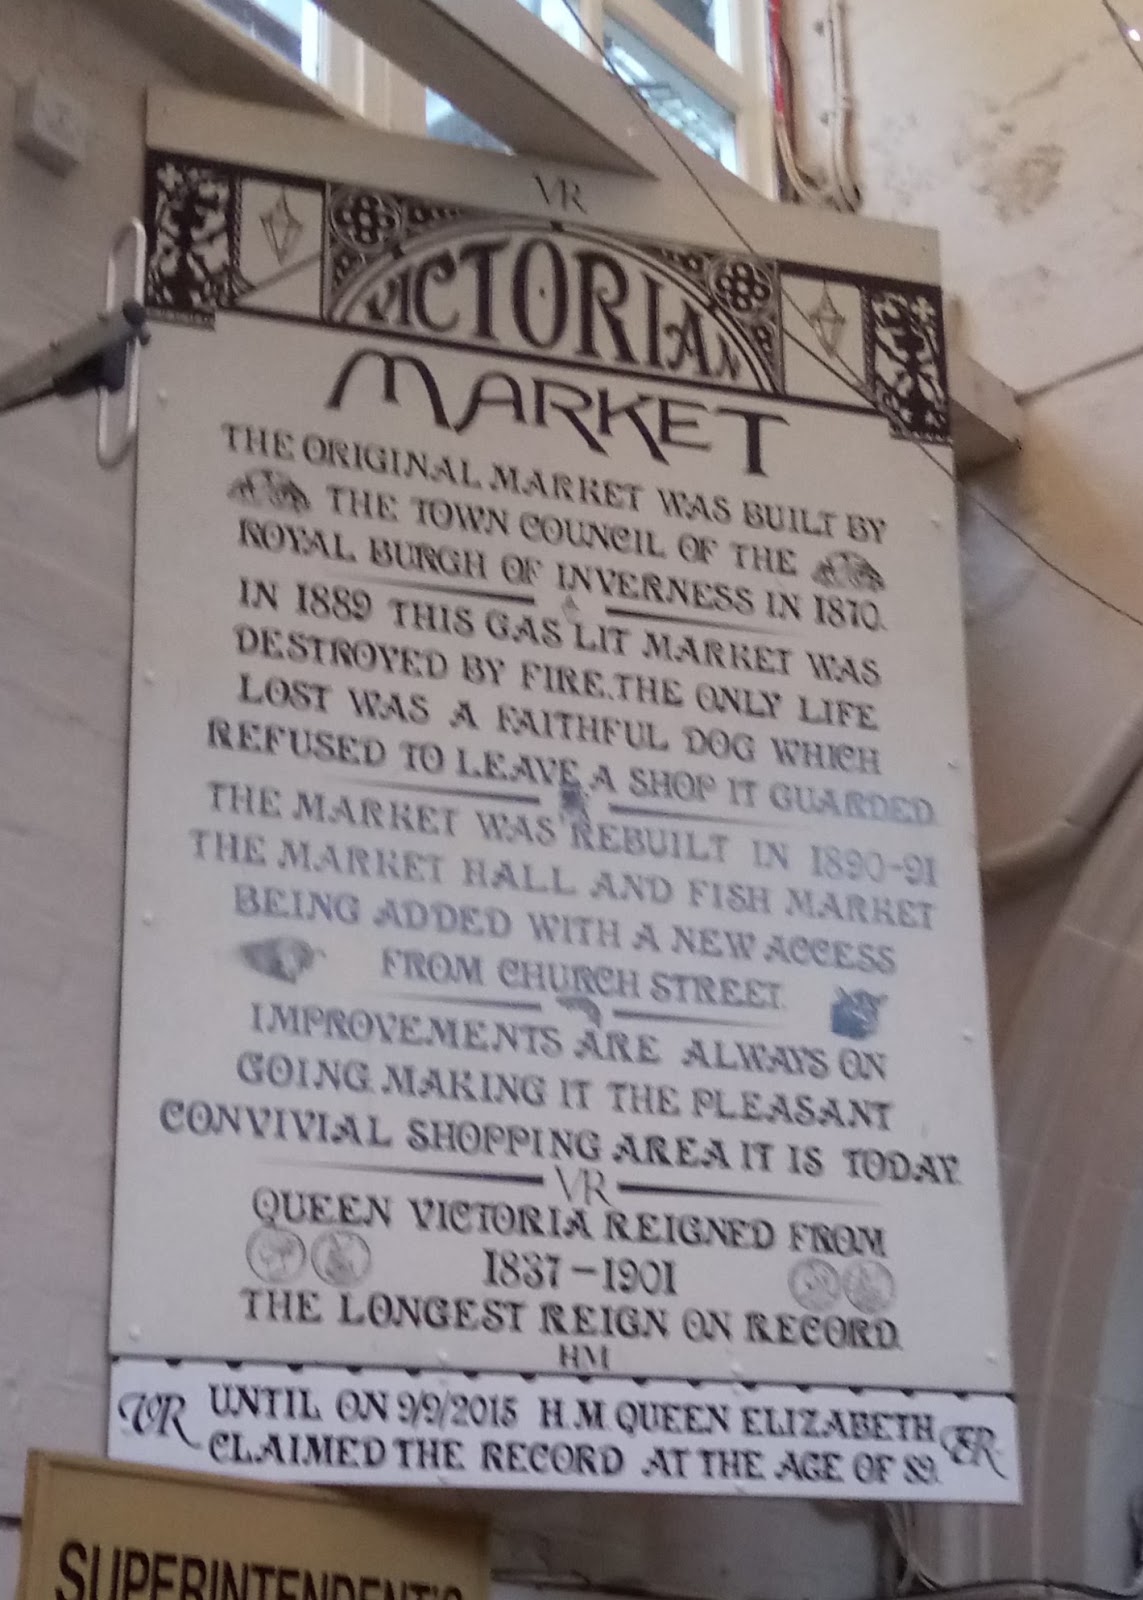 VR
VICTORIAN
MARKET
THE ORIGINAL MARKET WAS BUILT BY
THE TOWN COUNCIL OF THE
ROYAL BURGH OF INVERNESS IN 1870.
IN 1889 THIS GAS LIT MARKET WAS
DESTROYED BY FIRE. THE ONLY LIFE
LOST WAS A FAITHFUL DOG WHICH
REFUSED TO LEAVE A SHOP IT GUARDED.
THE MARKET WAS REBUILT IN 1890-91
THE MARKET HALL AND FISH MARKET
BEING ADDED WITH A NEW ACCESS
FROM CHURCH STREET.
IMPROVEMENTS ARE ALWAYS ON
GOING. MAKING IT THE PLEASANT
CONVIVIAL SHOPPING AREA IT IS TODAY.
VR
QUEEN VICTORIA REIGNED FROM
1837-1901
THE LONGEST REIGN ON RECORD.
HM
VR UNTIL ON 9/9/2015 H.M. QUEEN ELIZABETH ER
CLAIMED THE RECORD AT THE AGE OF 89.
SUPERINTENDENT'S